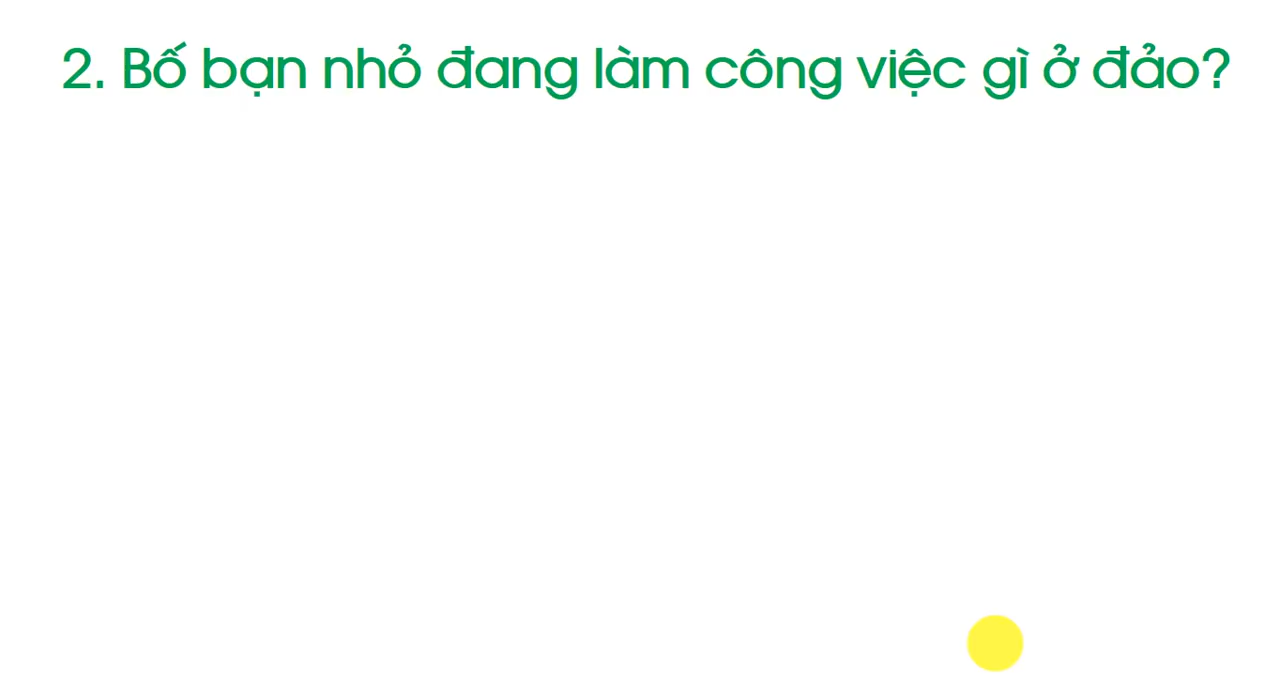 2. Bố bạn nhỏ đang làm công việc gì ở đảo?